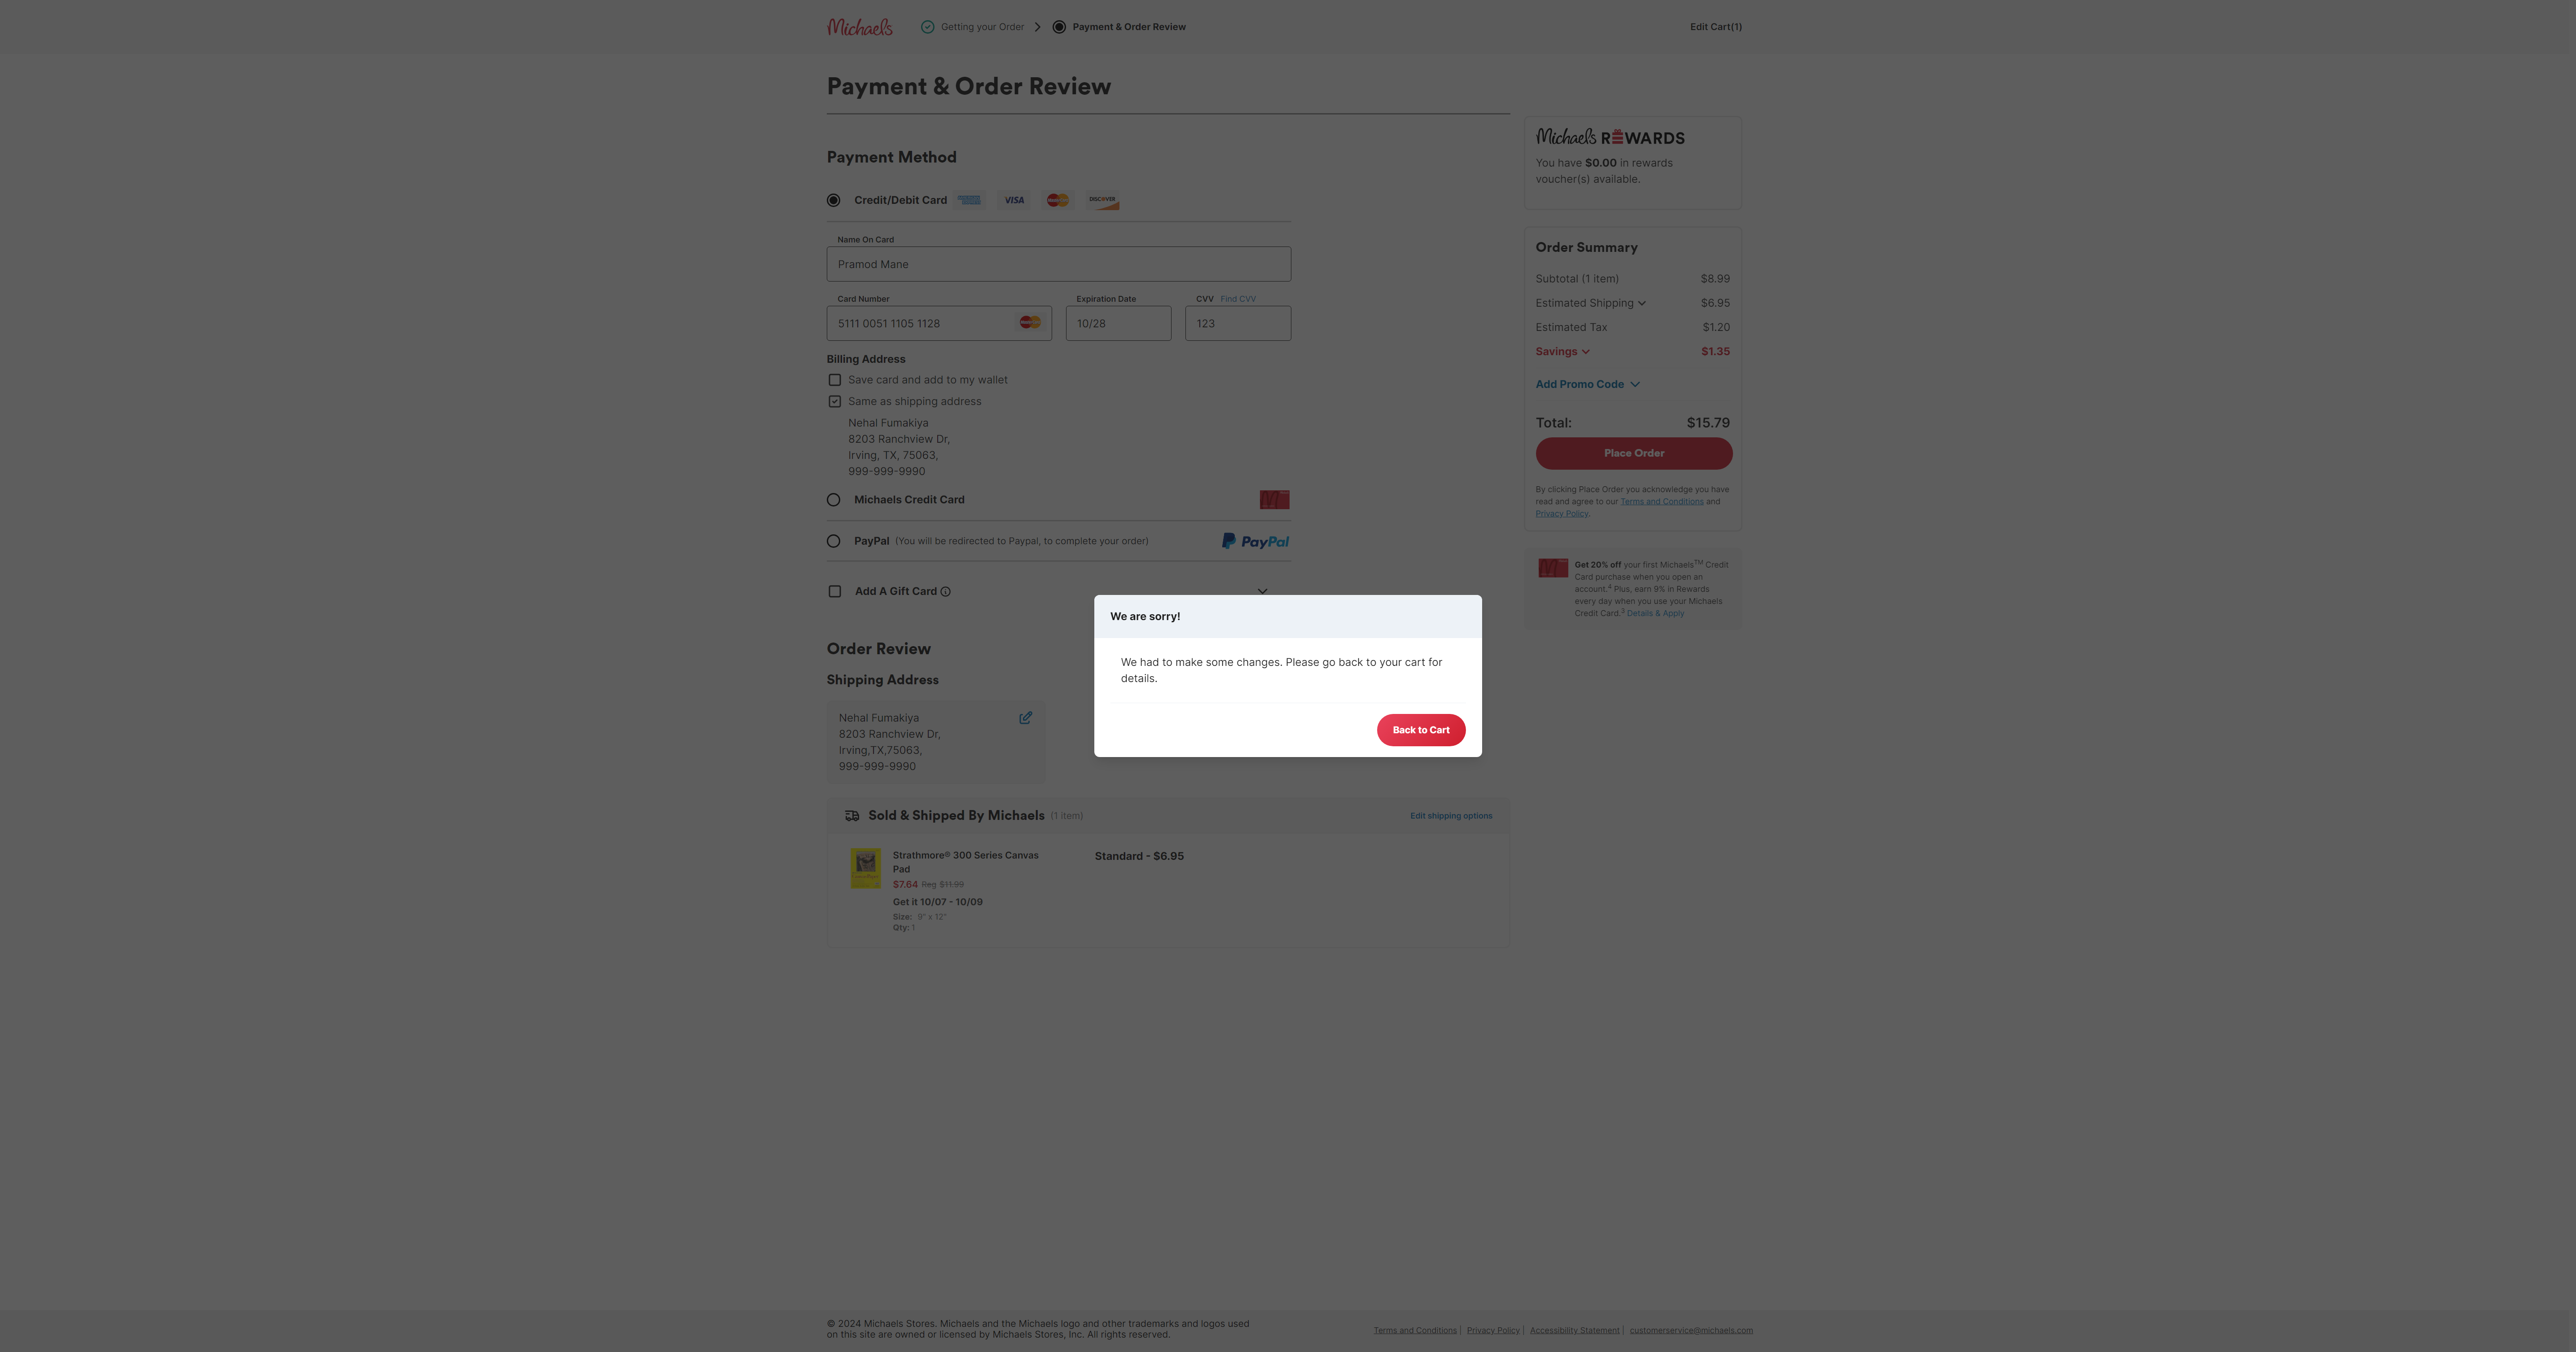 Michaels
Getting your Order
Payment & Order Review
Edit Cart(1)
Payment & Order Review
Payment Method
Credit/Debit Card
VISA
DISCOVER
Name On Card
Pramod Mane
Card Number
Expiration Date
CVV Find CVV
5111 0051 1105 1128
10/28
123
Billing Address
Save card and add to my wallet
Same as shipping address
Nehal Fumakiya
8203 Ranchview Dr,
Irving, TX, 75063,
999-999-9990
Michaels Credit Card
PayPal (You will be redirected to Paypal, to complete your order)
PayPal
Add A Gift Card
Order Review
Shipping Address
Nehal Fumakiya
8203 Ranchview Dr,
Irving,TX,75063,
999-999-9990
Sold & Shipped By Michaels (1 item)
Edit shipping options
Strathmore® 300 Series Canvas
Pad
$7.64 Reg $11.99
Get it 10/07 - 10/09
Size: 9" x 12"
Qty: 1
Standard - $6.95
Michaels REWARDS
You have $0.00 in rewards
voucher(s) available.
Order Summary
Subtotal (1 item) $8.99
Estimated Shipping $6.95
Estimated Tax $1.20
Savings $1.35
Add Promo Code
Total: $15.79
Place Order
By clicking Place Order you acknowledge you have
read and agree to our Terms and Conditions and
Privacy Policy.
Get 20% off your first Michaels™ Credit
Card purchase when you open an
account.⁴ Plus, earn 9% in Rewards
every day when you use your Michaels
Credit Card.³ Details & Apply
We are sorry!
We had to make some changes. Please go back to your cart for
details.
Back to Cart
© 2024 Michaels Stores. Michaels and the Michaels logo and other trademarks and logos used
on this site are owned or licensed by Michaels Stores, Inc. All rights reserved.
Terms and Conditions | Privacy Policy | Accessibility Statement | customerservice@michaels.com